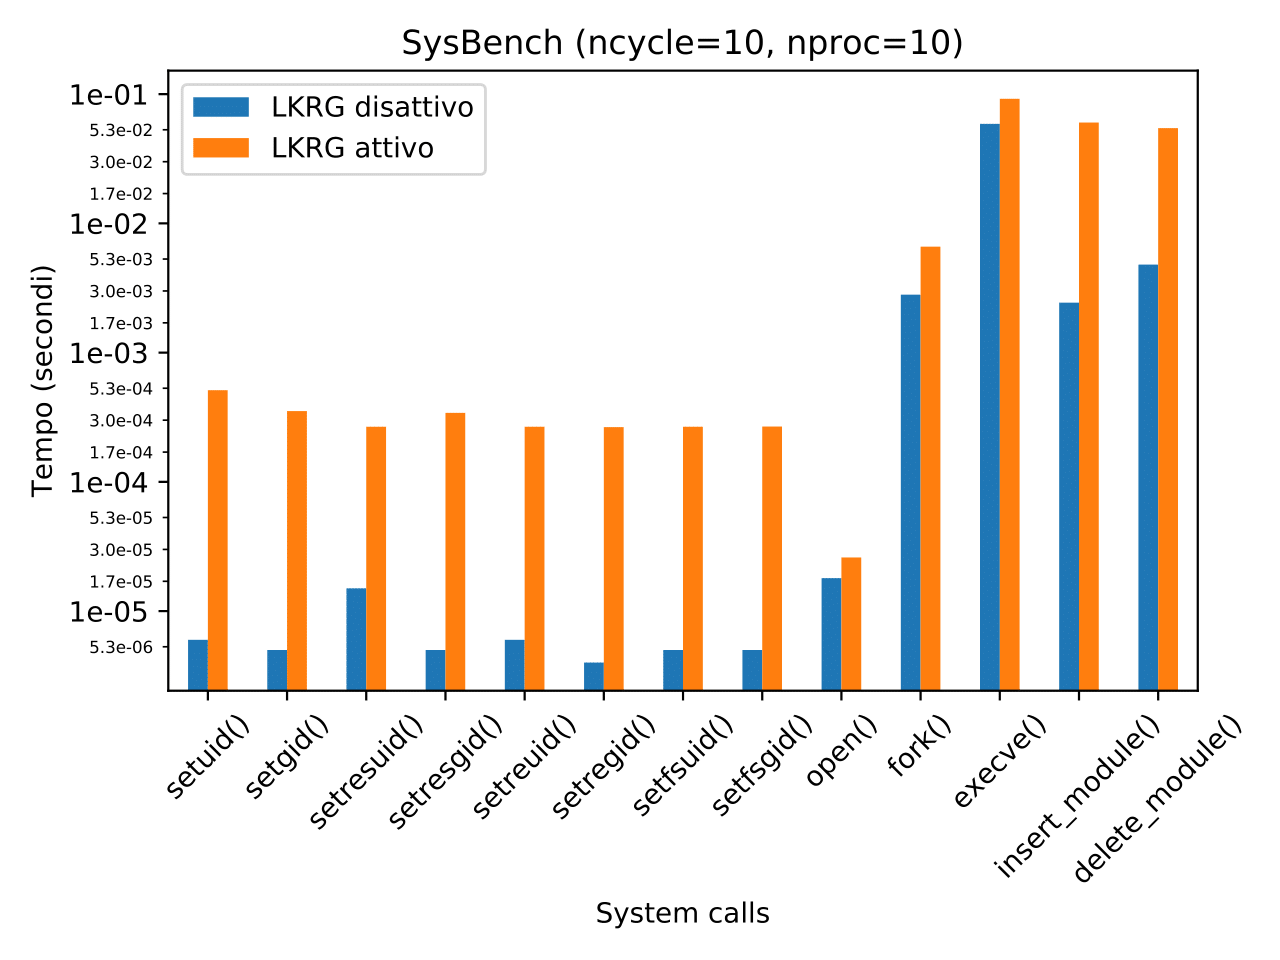 SysBench (ncycle=10, nproc=10)
LKRG disattivo
LKRG attivo
Tempo (secondi)
1e-01
5.3e-02
3.0e-02
1.7e-02
1e-02
5.3e-03
3.0e-03
1.7e-03
1e-03
5.3e-04
3.0e-04
1.7e-04
1e-04
5.3e-05
3.0e-05
1.7e-05
1e-05
5.3e-06
setuid()
setgid()
setresuid()
setresgid()
setreuid()
setregid()
setfsuid()
setfsgid()
open()
fork()
execve()
insert_module()
delete_module()
System calls